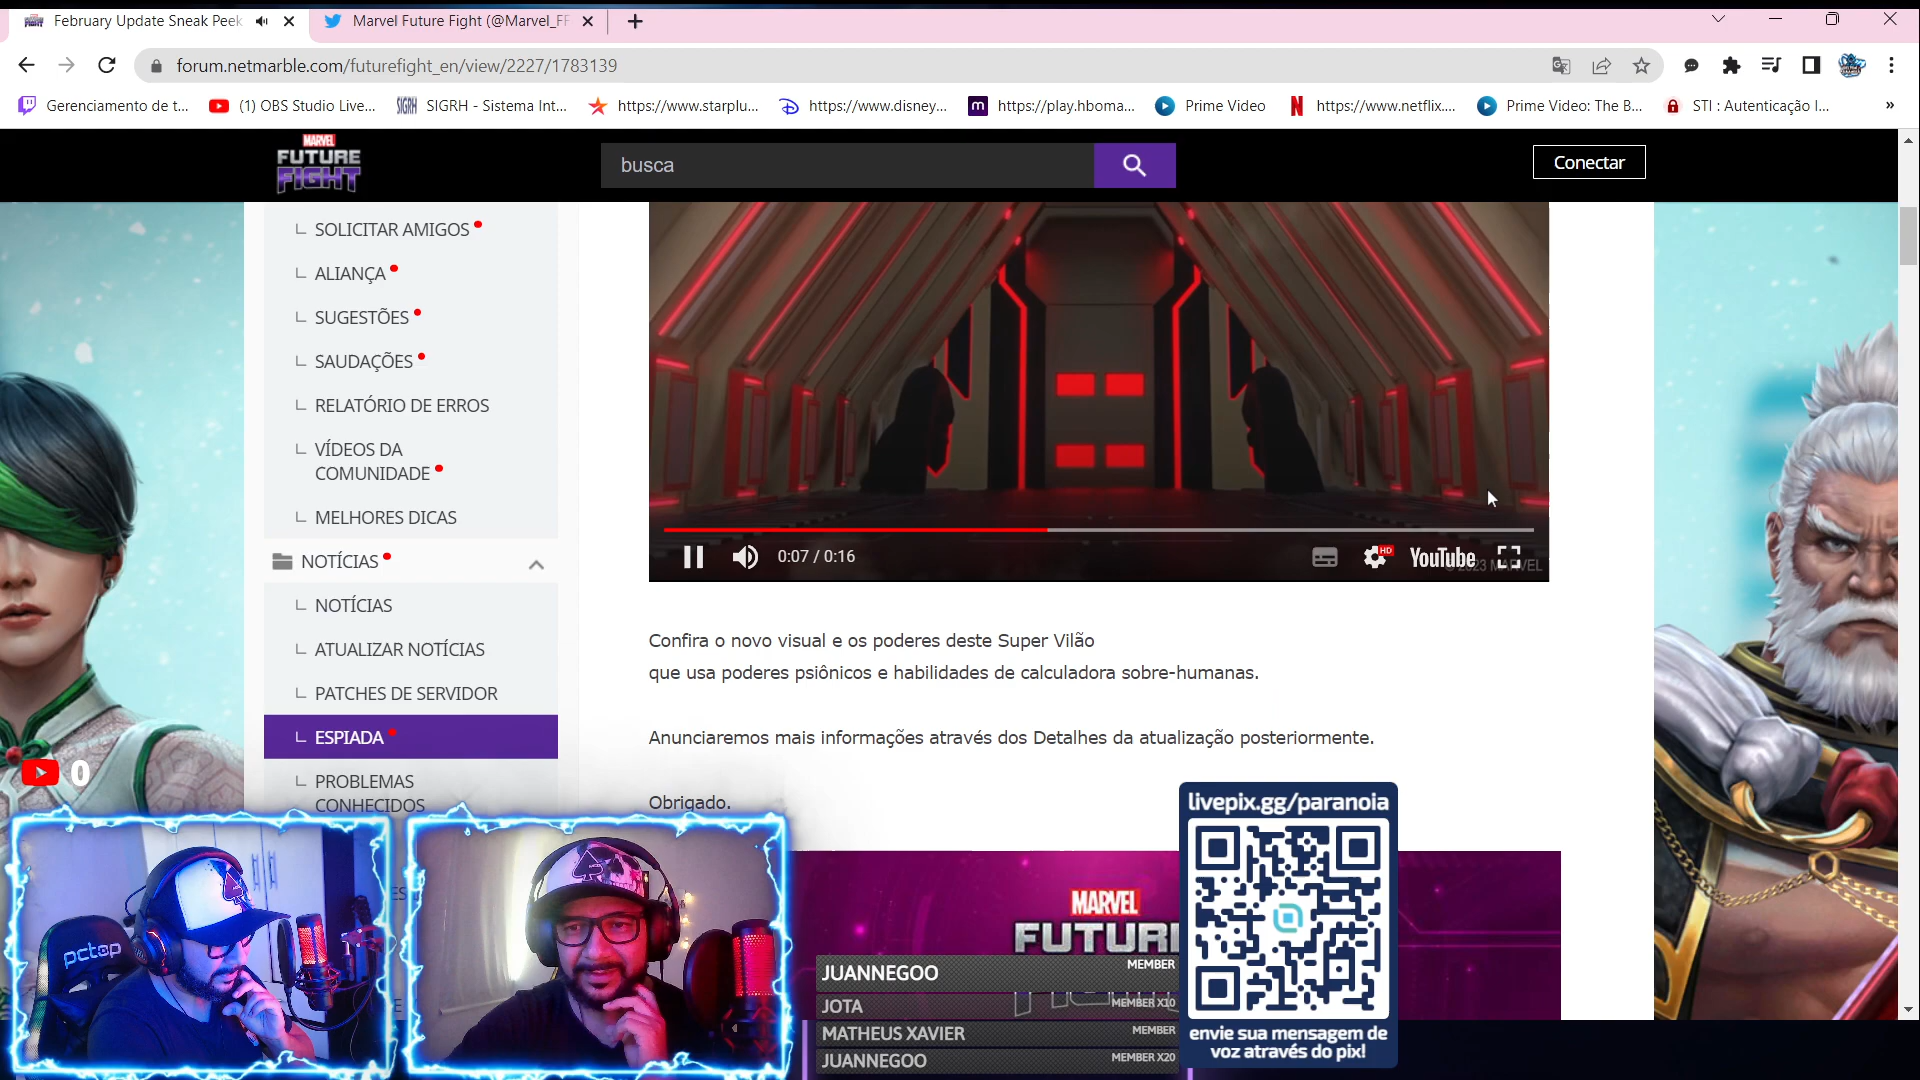 February Update Sneak Peek
Marvel Future Fight (@Marvel_FF
forum.netmarble.com/futurefight_en/view/2227/1783139
Gerenciamento de t...
(1) OBS Studio Live...
SIGRH - Sistema Int...
https://www.starplu...
https://www.disney...
https://play.hboma...
Prime Video
https://www.netflix....
Prime Video: The B...
STI : Autenticação I...
»
MARVEL
FUTURE
FIGHT
busca
Conectar
SOLICITAR AMIGOS
ALIANÇA
SUGESTÕES
SAUDAÇÕES
RELATÓRIO DE ERROS
VÍDEOS DA
COMUNIDADE
MELHORES DICAS
NOTÍCIAS
NOTÍCIAS
ATUALIZAR NOTÍCIAS
PATCHES DE SERVIDOR
ESPIADA
PROBLEMAS
CONHECIDOS
0:07 / 0:16
HD
YouTube
© 2023 MARVEL
Confira o novo visual e os poderes deste Super Vilão
que usa poderes psiônicos e habilidades de calculadora sobre-humanas.
Anunciaremos mais informações através dos Detalhes da atualização posteriormente.
Obrigado.
0
pctop
MARVEL
JUANNEGOO MEMBER
JOTA MEMBER X10
MATHEUS XAVIER MEMBER
JUANNEGOO MEMBER X20
livepix.gg/paranoia
envie sua mensagem de
voz através do pix!